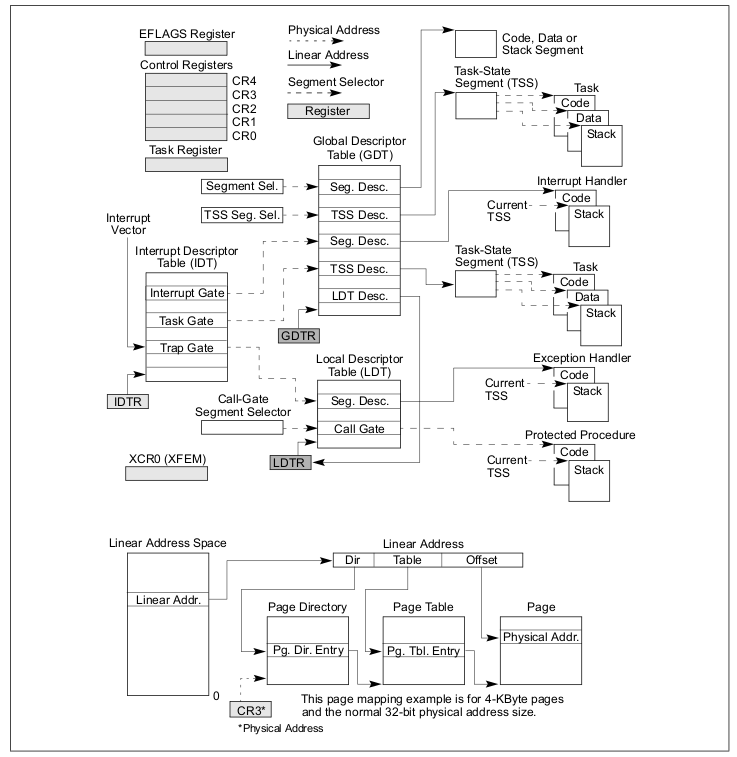 EFLAGS Register
Control Registers
CR4
CR3
CR2
CR1
CR0
Task Register
Physical Address
Linear Address
Segment Selector
Register
Global Descriptor
Table (GDT)
Segment Sel.
Seg. Desc.
TSS Seg. Sel.
TSS Desc.
Seg. Desc.
TSS Desc.
LDT Desc.
GDTR
Code, Data or
Stack Segment
Task-State
Segment (TSS)
Task
Code
Data
Stack
Interrupt Handler
Code
Current
TSS
Stack
Task-State
Segment (TSS)
Task
Code
Data
Stack
Interrupt
Vector
Interrupt Descriptor
Table (IDT)
Interrupt Gate
Task Gate
Trap Gate
IDTR
Local Descriptor
Table (LDT)
Seg. Desc.
Call-Gate
Segment Selector
Call Gate
LDTR
Exception Handler
Code
Current
TSS
Stack
Protected Procedure
Code
Current
TSS
Stack
XCR0 (XFEM)
Linear Address Space
Linear Addr.
0
Linear Address
Dir Table Offset
Page Directory
Pg. Dir. Entry
Page Table
Pg. Tbl. Entry
Page
Physical Addr.
CR3*
*Physical Address
This page mapping example is for 4-KByte pages
and the normal 32-bit physical address size.